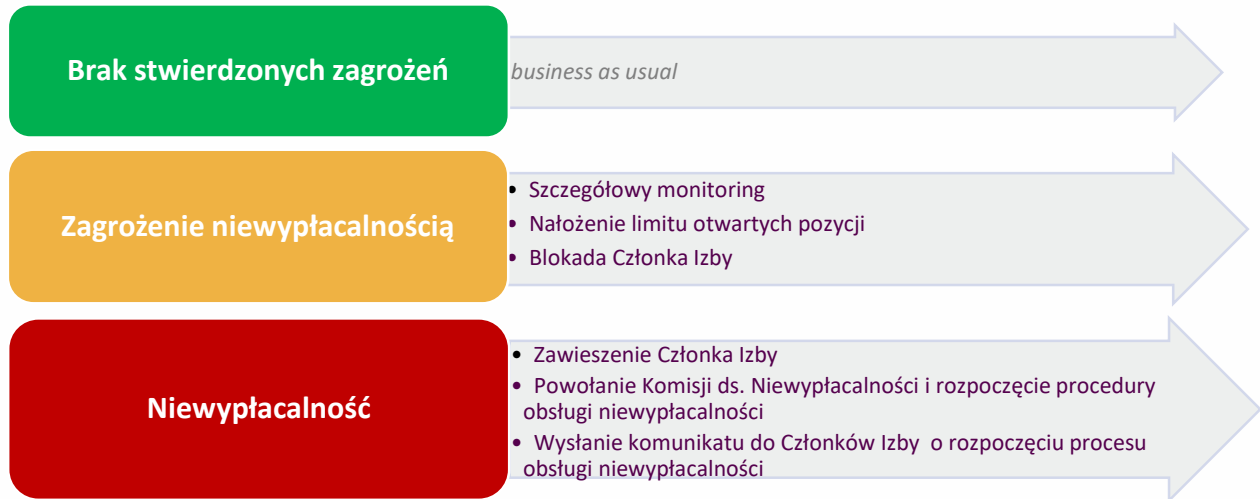 Brak stwierdzonych zagrożeń
business as usual
Zagrożenie niewypłacalnością
• Szczegółowy monitoring
• Nałożenie limitu otwartych pozycji
• Blokada Członka Izby
Niewypłacalność
• Zawieszenie Członka Izby
• Powołanie Komisji ds. Niewypłacalności i rozpoczęcie procedury
obsługi niewypłacalności
• Wysłanie komunikatu do Członków Izby o rozpoczęciu procesu
obsługi niewypłacalności